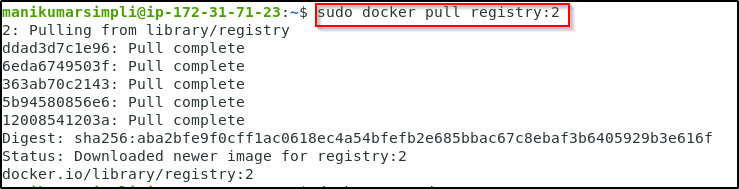 manikumarsimpli@ip-172-31-71-23:~$ sudo docker pull registry:2
2: Pulling from library/registry
ddad3d7c1e96: Pull complete
6eda6749503f: Pull complete
363ab70c2143: Pull complete
5b94580856e6: Pull complete
12008541203a: Pull complete
Digest: sha256:aba2bfe9f0cff1ac0618ec4a54bfefb2e685bbac67c8ebaf3b6405929b3e616f
Status: Downloaded newer image for registry:2
docker.io/library/registry:2